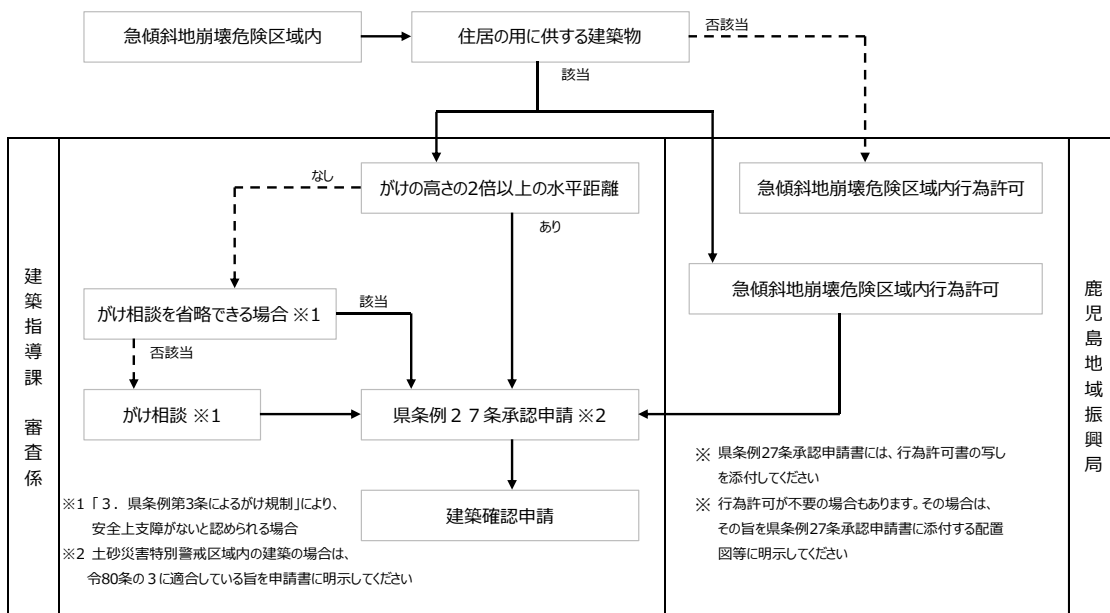 急傾斜地崩壊危険区域内
住居の用に供する建築物
否該当
該当
なし
がけの高さの2倍以上の水平距離
あり
急傾斜地崩壊危険区域内行為許可
急傾斜地崩壊危険区域内行為許可
建築指導課 審査係
がけ相談を省略できる場合 ※1
該当
否該当
がけ相談 ※1
県条例27条承認申請 ※2
建築確認申請
※1 「3.県条例第3条によるがけ規制」により、
安全上支障がないと認められる場合
※2 土砂災害特別警戒区域内の建築の場合は、
令80条の3に適合している旨を申請書に明示してください
※ 県条例27条承認申請書には、行為許可書の写し
を添付してください
※ 行為許可が不要の場合もあります。その場合は、
その旨を県条例27条承認申請書に添付する配置
図等に明示してください
鹿児島地域振興局